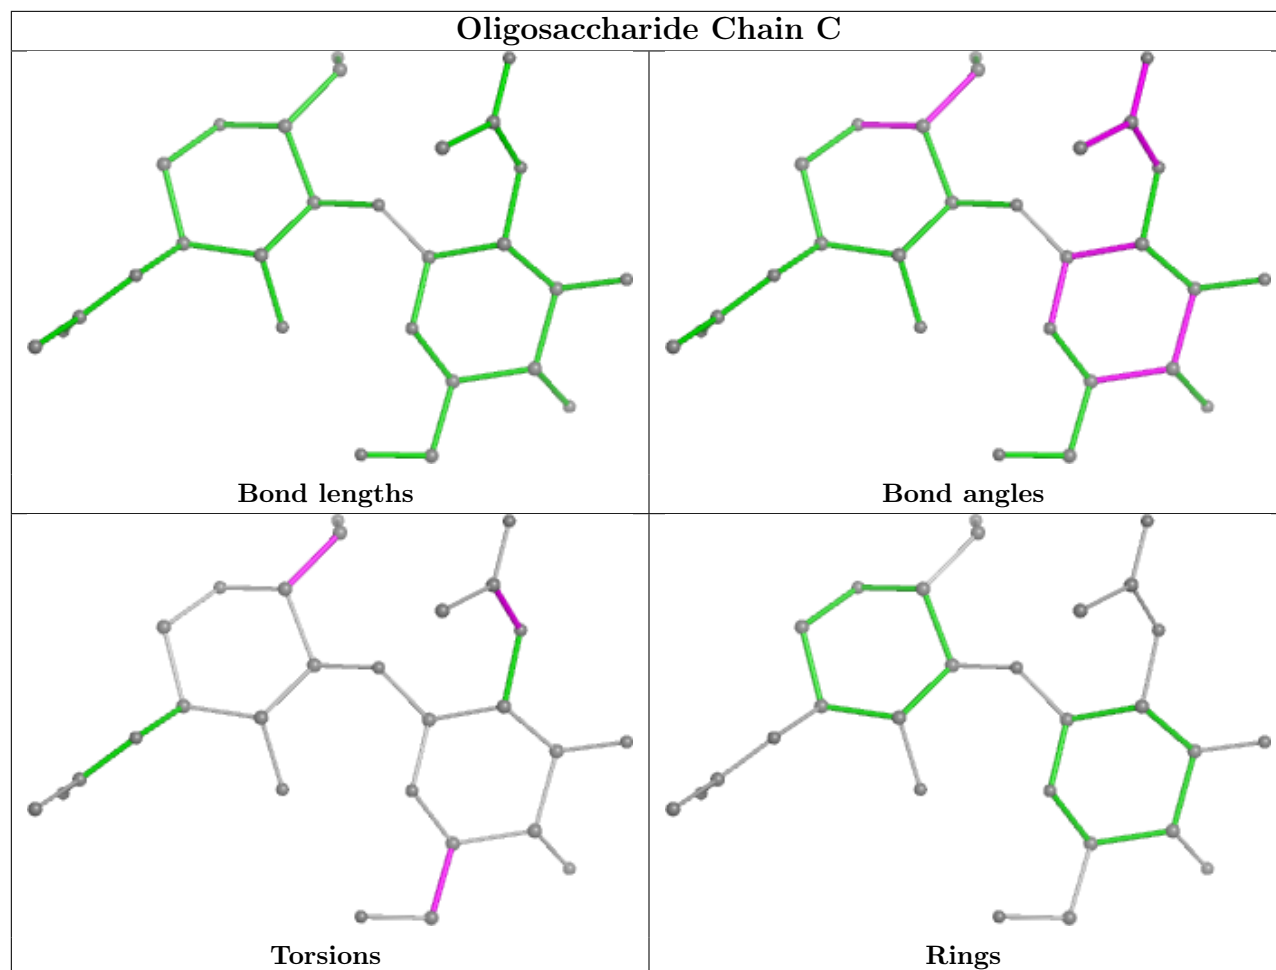 Oligosaccharide Chain C
Bond lengths
Bond angles
Torsions
Rings